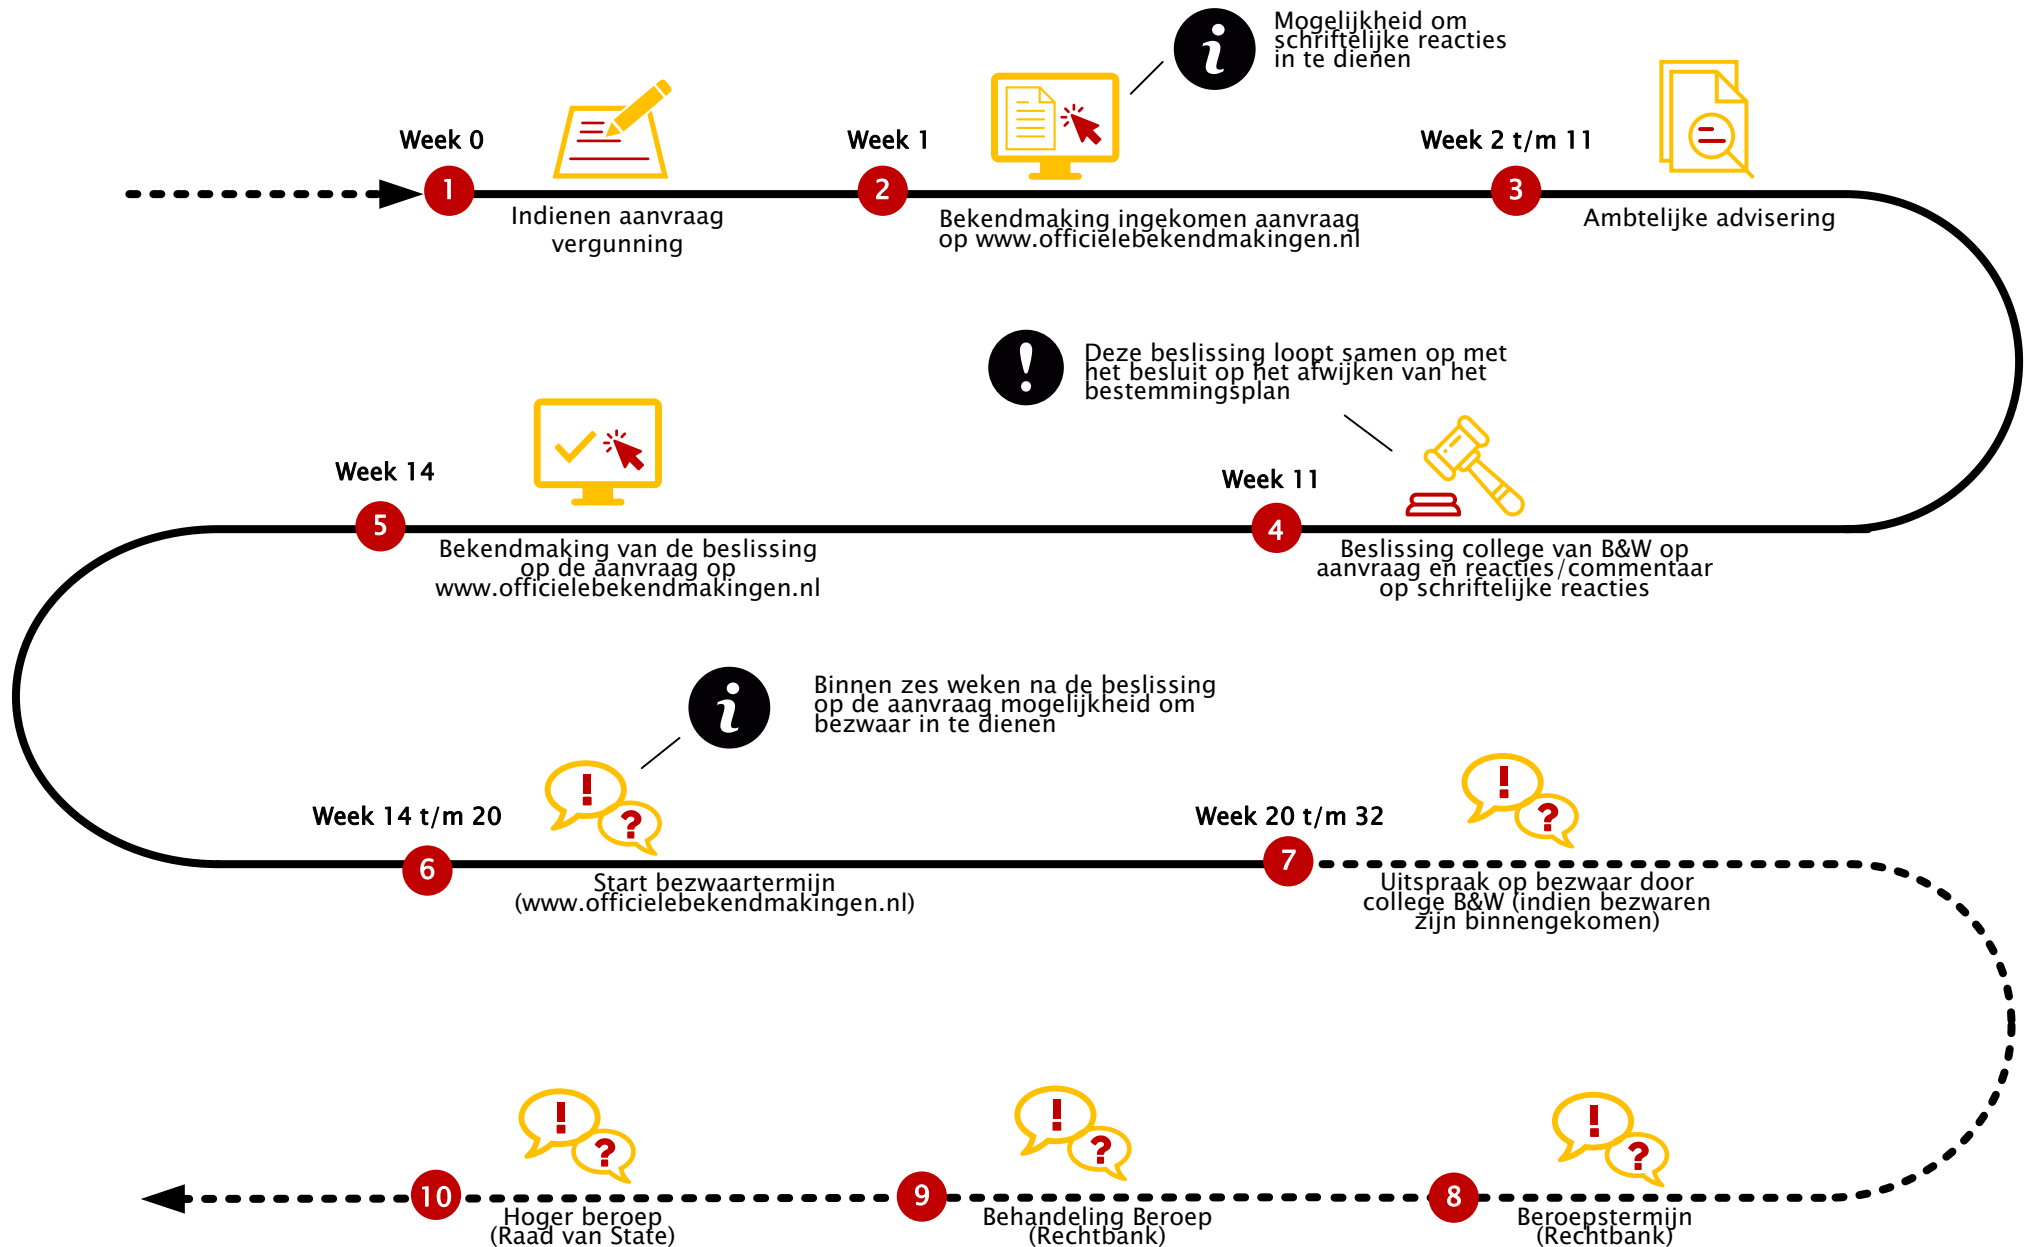 Mogelijkheid om
schriftelijke reacties
in te dienen
Week 0
Week 1
Week 2 t/m 11
1
2
3
Indienen aanvraag
vergunning
Bekendmaking ingekomen aanvraag
op www.officielebekendmakingen.nl
Ambtelijke advisering
Deze beslissing loopt samen op met
het besluit op het afwijken van het
bestemmingsplan
Week 14
Week 11
5
4
Bekendmaking van de beslissing
op de aanvraag op
www.officielebekendmakingen.nl
Beslissing college van B&W op
aanvraag en reacties/commentaar
op schriftelijke reacties
Binnen zes weken na de beslissing
op de aanvraag mogelijkheid om
bezwaar in te dienen
Week 14 t/m 20
Week 20 t/m 32
6
7
Start bezwaartermijn
(www.officielebekendmakingen.nl)
Uitspraak op bezwaar door
college B&W (indien bezwaren
zijn binnengekomen)
10
9
8
Hoger beroep
(Raad van State)
Behandeling Beroep
(Rechtbank)
Beroepstermijn
(Rechtbank)